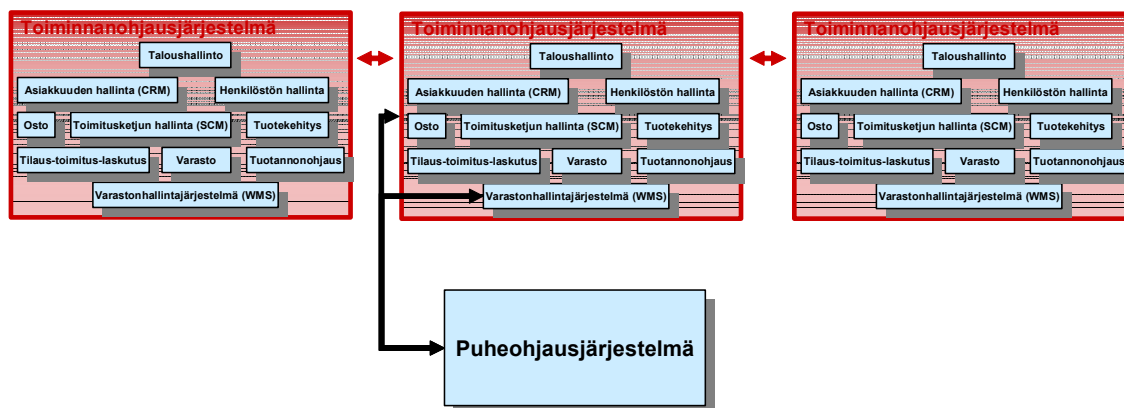 Toiminnanohjausjärjestelmä
Taloushallinto
Asiakkuuden hallinta (CRM)
Henkilöstön hallinta
Osto
Toimitusketjun hallinta (SCM)
Tuotekehitys
Tilaus-toimitus-laskutus
Varasto
Tuotannonohjaus
Varastonhallintajärjestelmä (WMS)
Toiminnanohjausjärjestelmä
Taloushallinto
Asiakkuuden hallinta (CRM)
Henkilöstön hallinta
Osto
Toimitusketjun hallinta (SCM)
Tuotekehitys
Tilaus-toimitus-laskutus
Varasto
Tuotannonohjaus
Varastonhallintajärjestelmä (WMS)
Toiminnanohjausjärjestelmä
Taloushallinto
Asiakkuuden hallinta (CRM)
Henkilöstön hallinta
Osto
Toimitusketjun hallinta (SCM)
Tuotekehitys
Tilaus-toimitus-laskutus
Varasto
Tuotannonohjaus
Varastonhallintajärjestelmä (WMS)
Puheohjausjärjestelmä